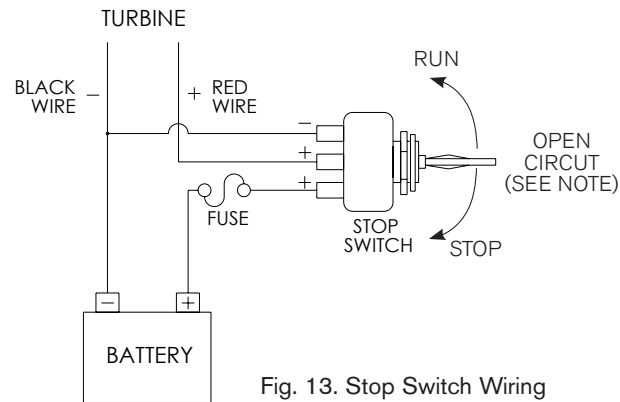 TURBINE
BLACK
WIRE
−
+ RED
WIRE
−
+
+
FUSE
STOP
SWITCH
RUN
OPEN
CIRCUT
(SEE NOTE)
STOP
−
+
BATTERY
Fig. 13. Stop Switch Wiring